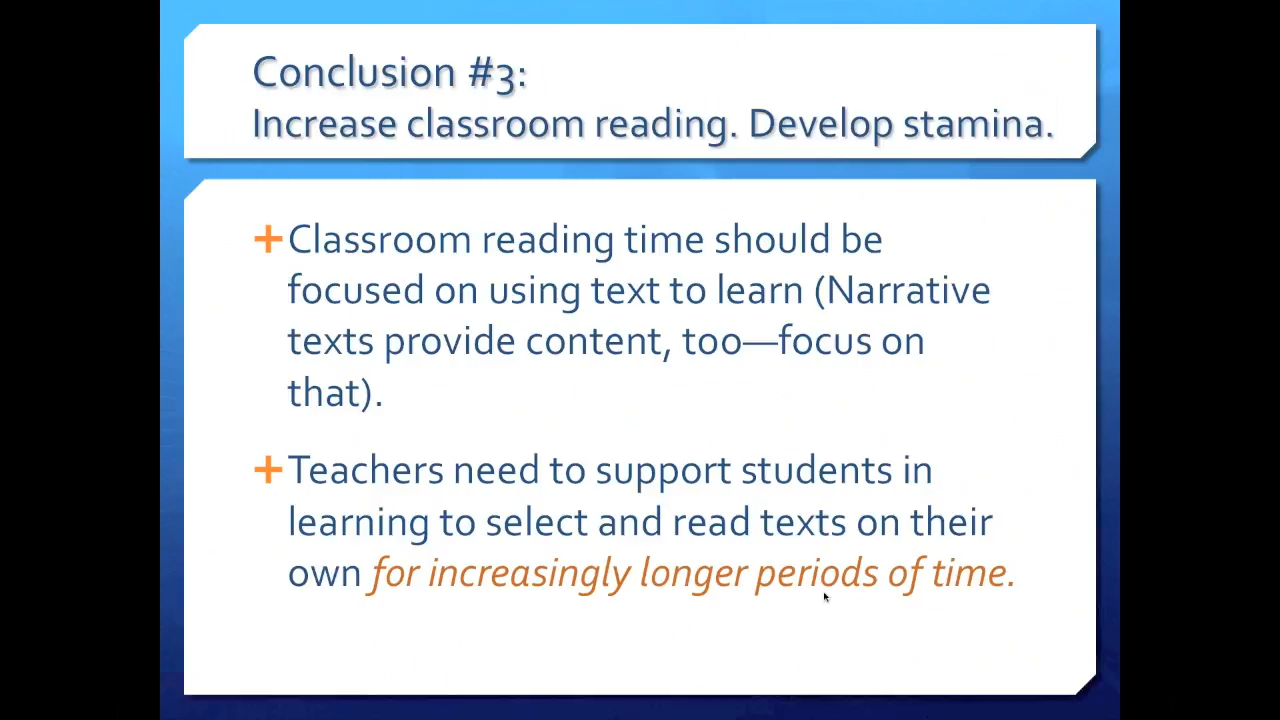 Conclusion #3:
Increase classroom reading. Develop stamina.
+Classroom reading time should be
focused on using text to learn (Narrative
texts provide content, too—focus on
that).
+Teachers need to support students in
learning to select and read texts on their
own for increasingly longer periods of time.